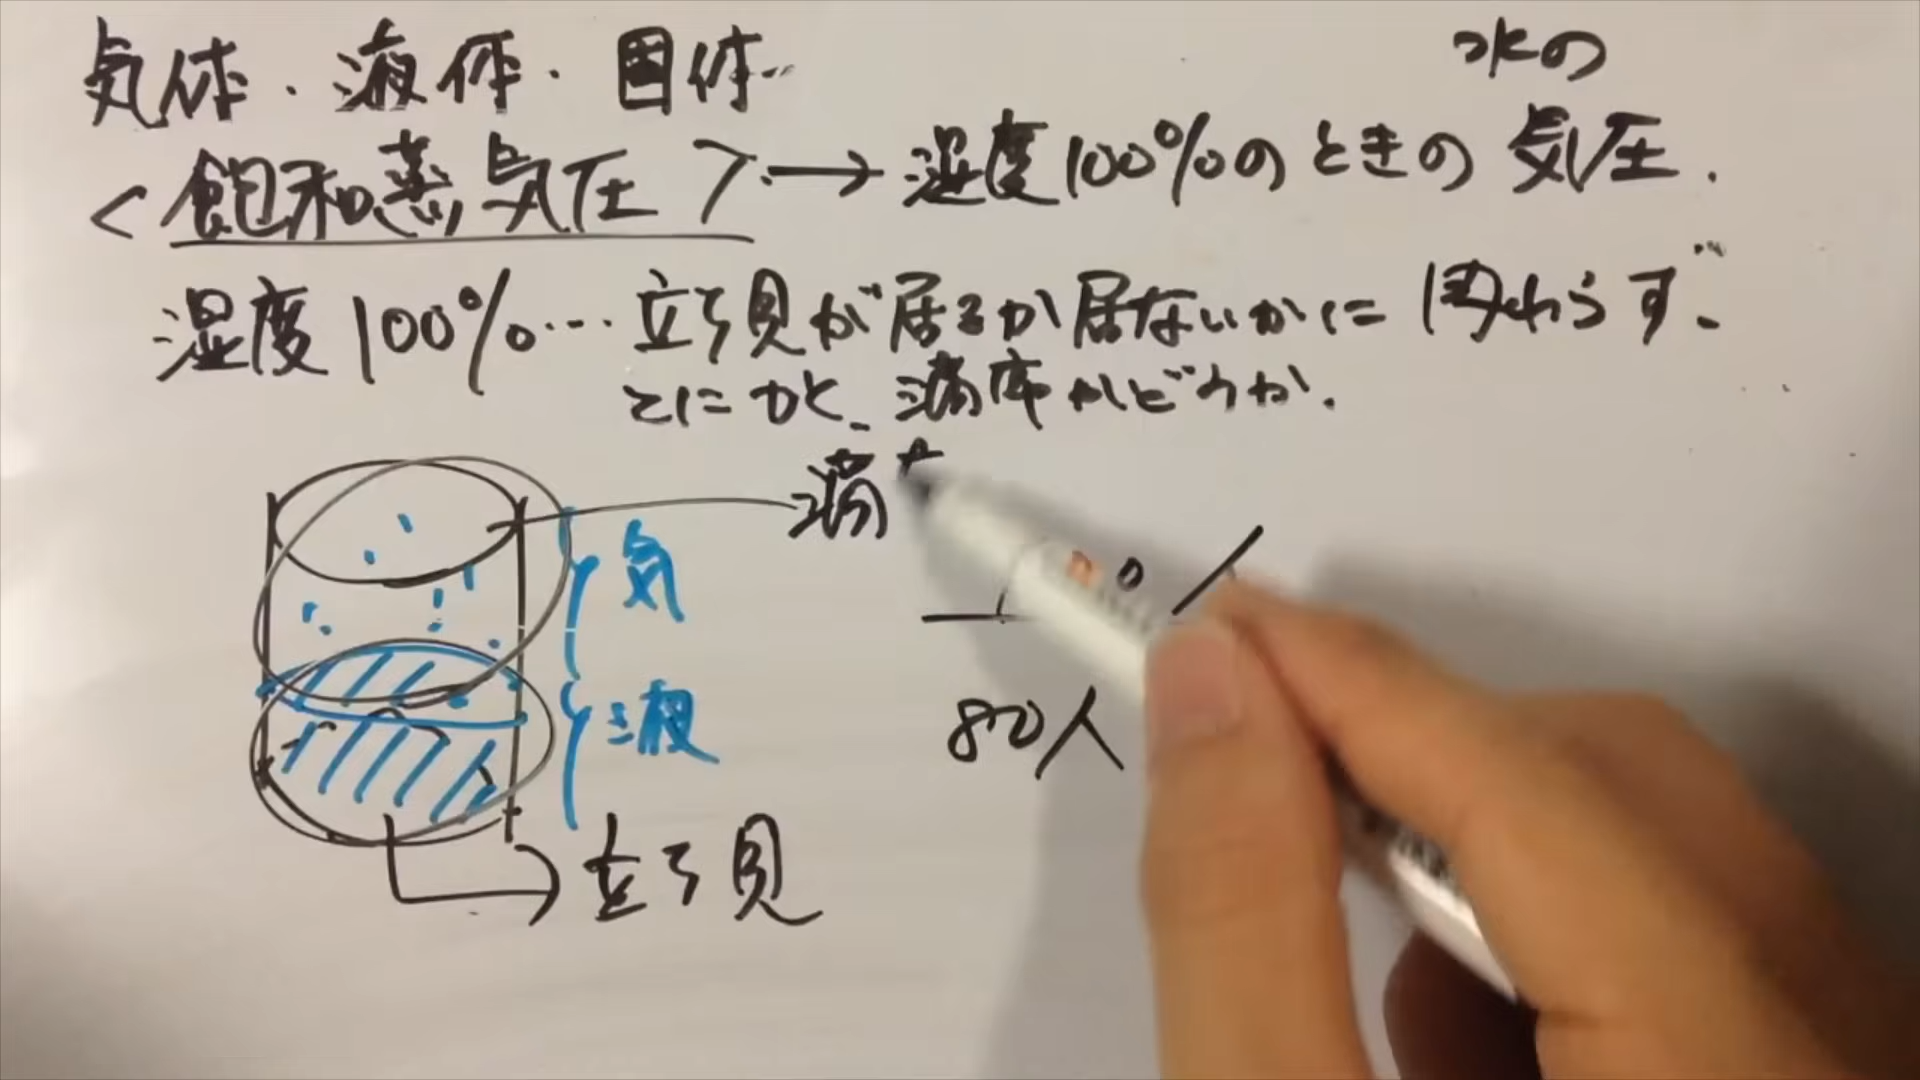 気体・液体・固体
水の
<飽和蒸気圧>→湿度100%のときの気圧.
湿度100%…立ち見が居るか居ないかに関わらず、
とにかく、満席かどうか.
満
気
液
80人
立ち見